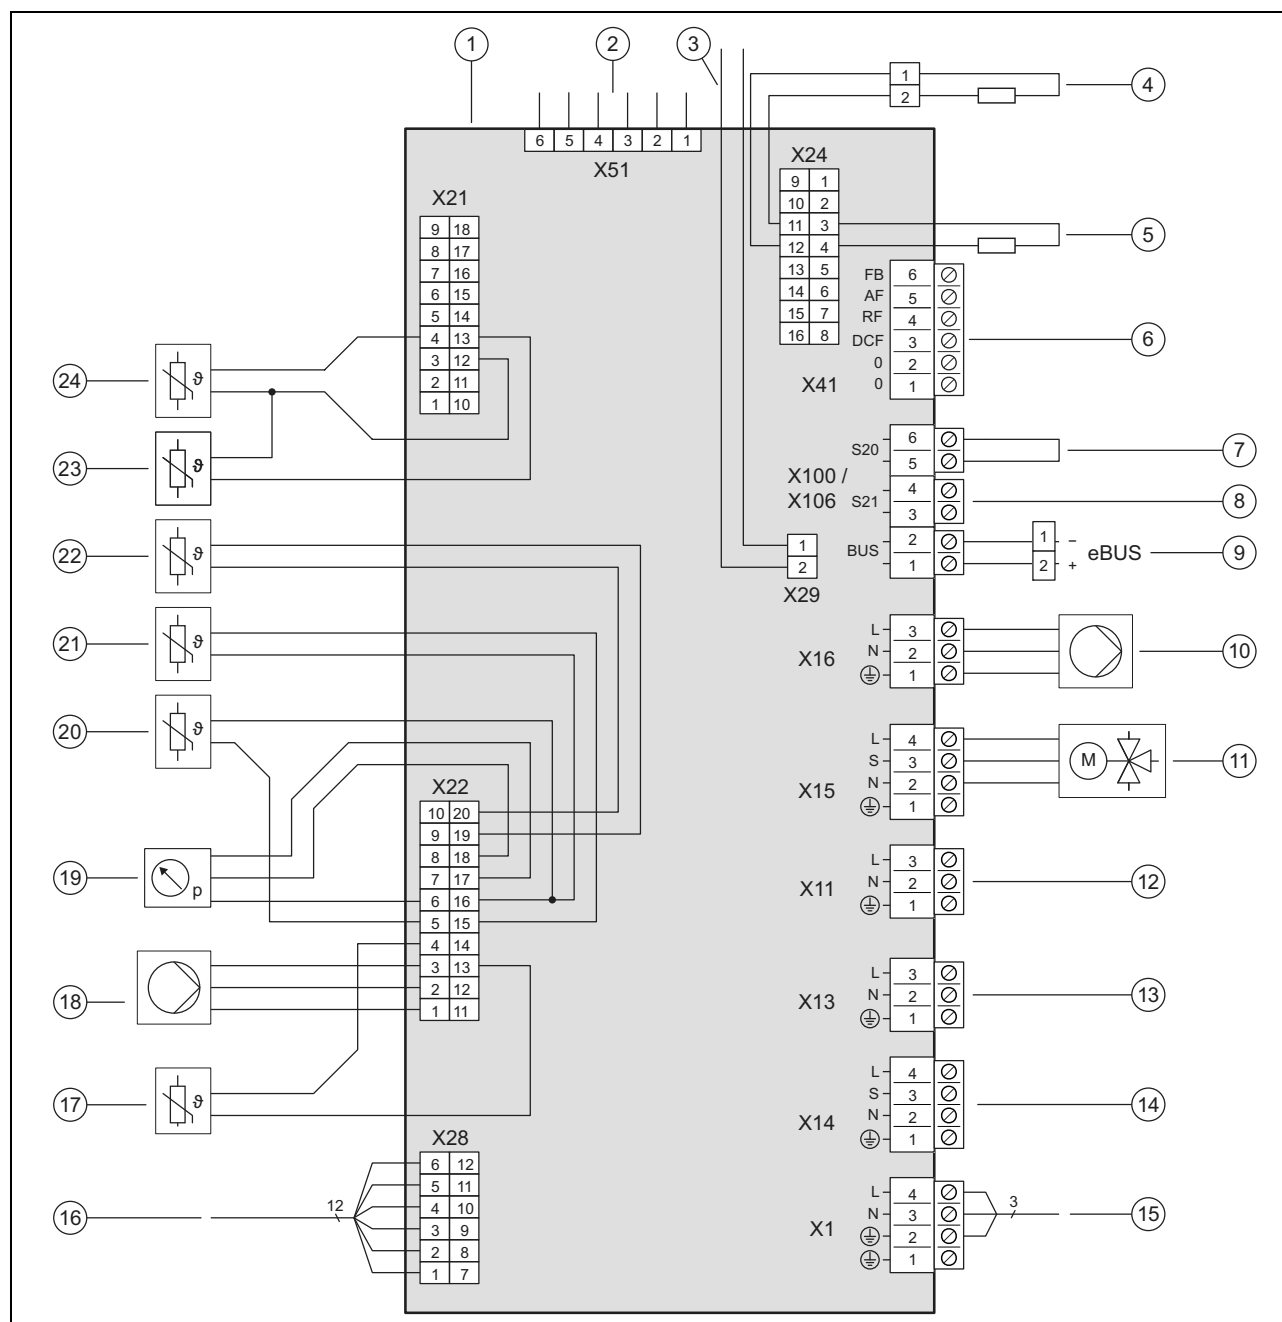 1
2
3
1
2
4
6 5 4 3 2 1
X51
X24
9 1
10 2
11 3
12 4
13 5
14 6
15 7
16 8
5
X21
9 18
8 17
7 16
6 15
5 14
4 13
3 12
2 11
1 10
FB 6
AF 5
RF 4
DCF 3
0 2
0 1
X41
6
24 ϑ
23 ϑ
22 ϑ
21 ϑ
20 ϑ
S20
6
5
7
X100 /
X106
S21
4
3
8
BUS
2
1
1 –
2 +
eBUS
9
1
2
X29
X16
L 3
N 2
1
10
X15
L 4
S 3
N 2
1
M
11
X22
10 20
9 19
8 18
7 17
6 16
5 15
4 14
3 13
2 12
1 11
19 p
18
17 ϑ
X11
L 3
N 2
1
12
X13
L 3
N 2
1
13
X14
L 4
S 3
N 2
1
14
X28
6 12
5 11
4 10
3 9
2 8
1 7
16
12
X1
L 4
N 3
2
1
3
15